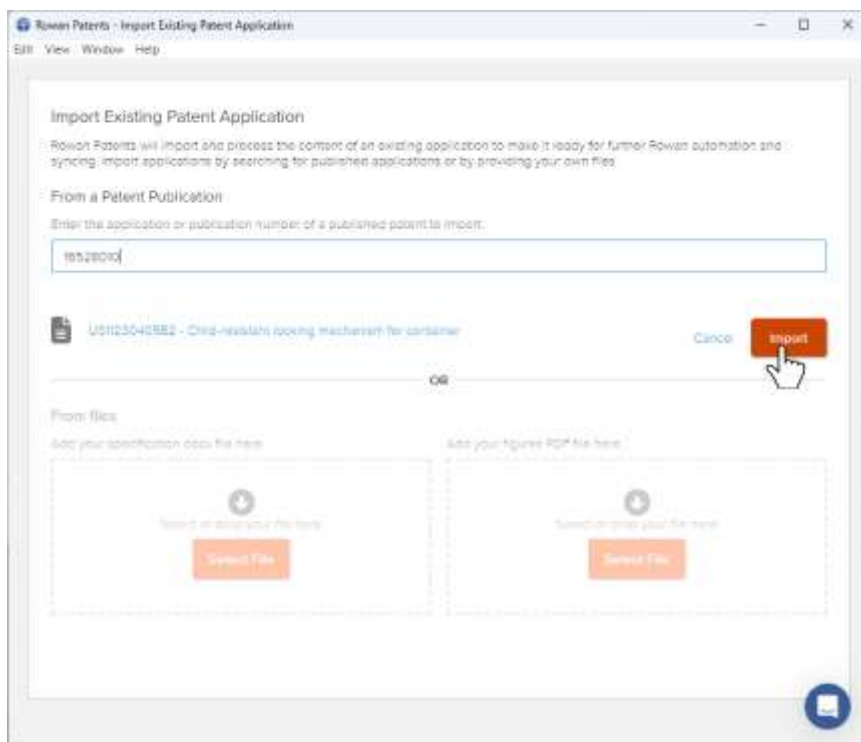 Rowan Patents - Import Existing Patent Application
Edit View Window Help
Import Existing Patent Application
Rowan Patents will import and process the content of an existing application to make it ready for further Rowan automation and
syncing. Import applications by searching for published applications or by providing your own files
From a Patent Publication
Enter the application or publication number of a published patent to import.
16528010
US11230405B2 - Child-resistant locking mechanism for container
Cancel Import
OR
From files
Add your specification docx file here Add your figures PDF file here
Select or drop your file here Select or drop your file here
Select File Select File